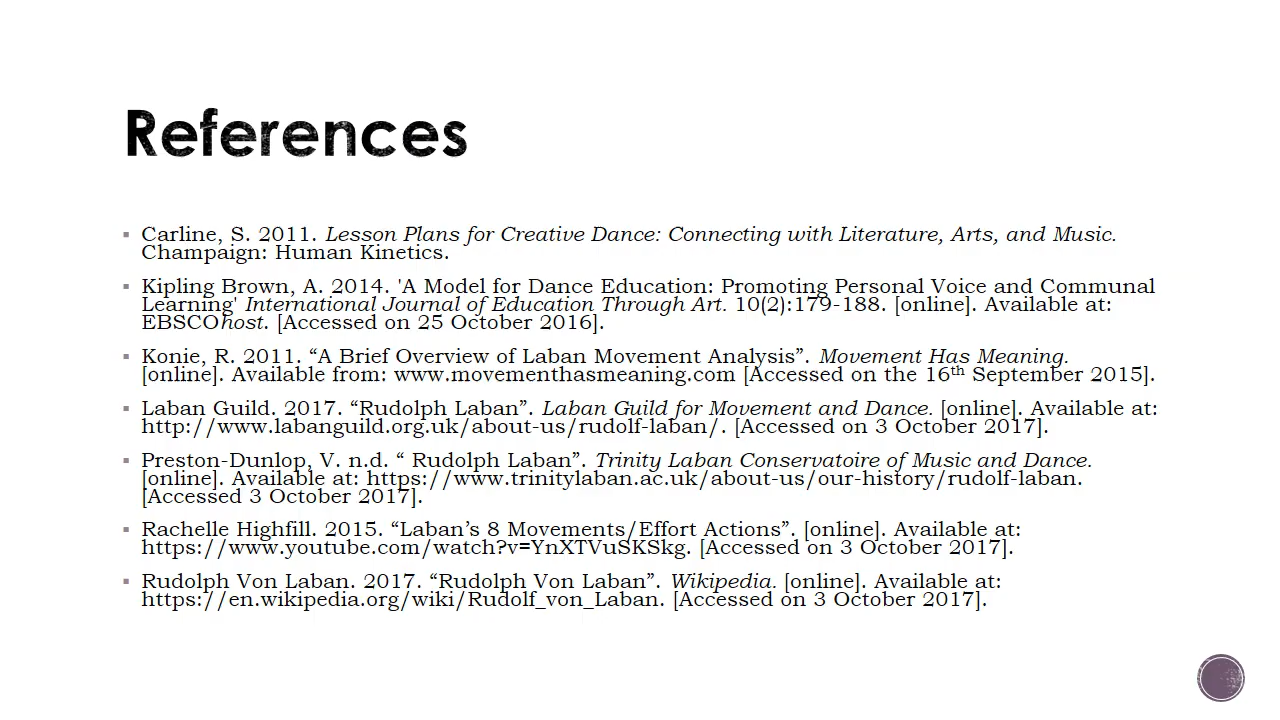 References
Carline, S. 2011. Lesson Plans for Creative Dance: Connecting with Literature, Arts, and Music.
Champaign: Human Kinetics.
Kipling Brown, A. 2014. 'A Model for Dance Education: Promoting Personal Voice and Communal
Learning' International Journal of Education Through Art. 10(2):179-188. [online]. Available at:
EBSCOhost. [Accessed on 25 October 2016].
Konie, R. 2011. “A Brief Overview of Laban Movement Analysis”. Movement Has Meaning.
[online]. Available from: www.movementhasmeaning.com [Accessed on the 16th September 2015].
Laban Guild. 2017. “Rudolph Laban”. Laban Guild for Movement and Dance. [online]. Available at:
http://www.labanguild.org.uk/about-us/rudolf-laban/. [Accessed on 3 October 2017].
Preston-Dunlop, V. n.d. “ Rudolph Laban”. Trinity Laban Conservatoire of Music and Dance.
[online]. Available at: https://www.trinitylaban.ac.uk/about-us/our-history/rudolf-laban.
[Accessed 3 October 2017].
Rachelle Highfill. 2015. “Laban’s 8 Movements/Effort Actions”. [online]. Available at:
https://www.youtube.com/watch?v=YnXTVuSKSkg. [Accessed on 3 October 2017].
Rudolph Von Laban. 2017. “Rudolph Von Laban”. Wikipedia. [online]. Available at:
https://en.wikipedia.org/wiki/Rudolf_von_Laban. [Accessed on 3 October 2017].